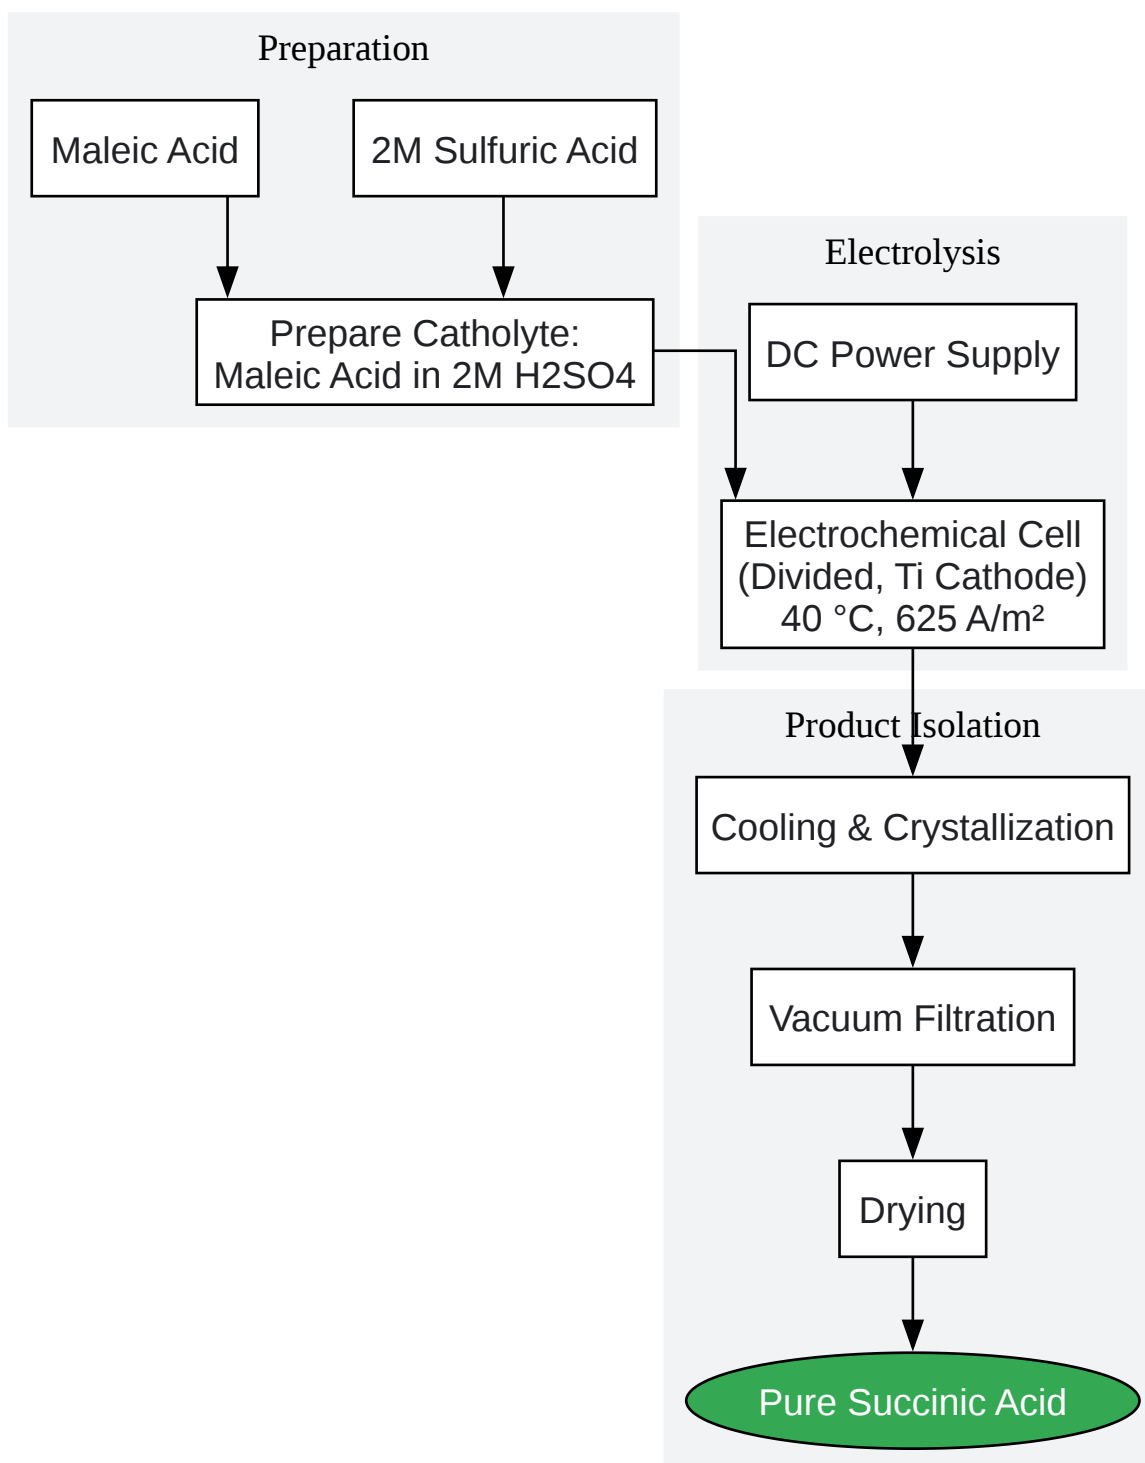 Preparation
Maleic Acid
2M Sulfuric Acid
Prepare Catholyte:
Maleic Acid in 2M H2SO4
Electrolysis
DC Power Supply
Electrochemical Cell
(Divided, Ti Cathode)
40 °C, 625 A/m²
Product Isolation
Cooling & Crystallization
Vacuum Filtration
Drying
Pure Succinic Acid